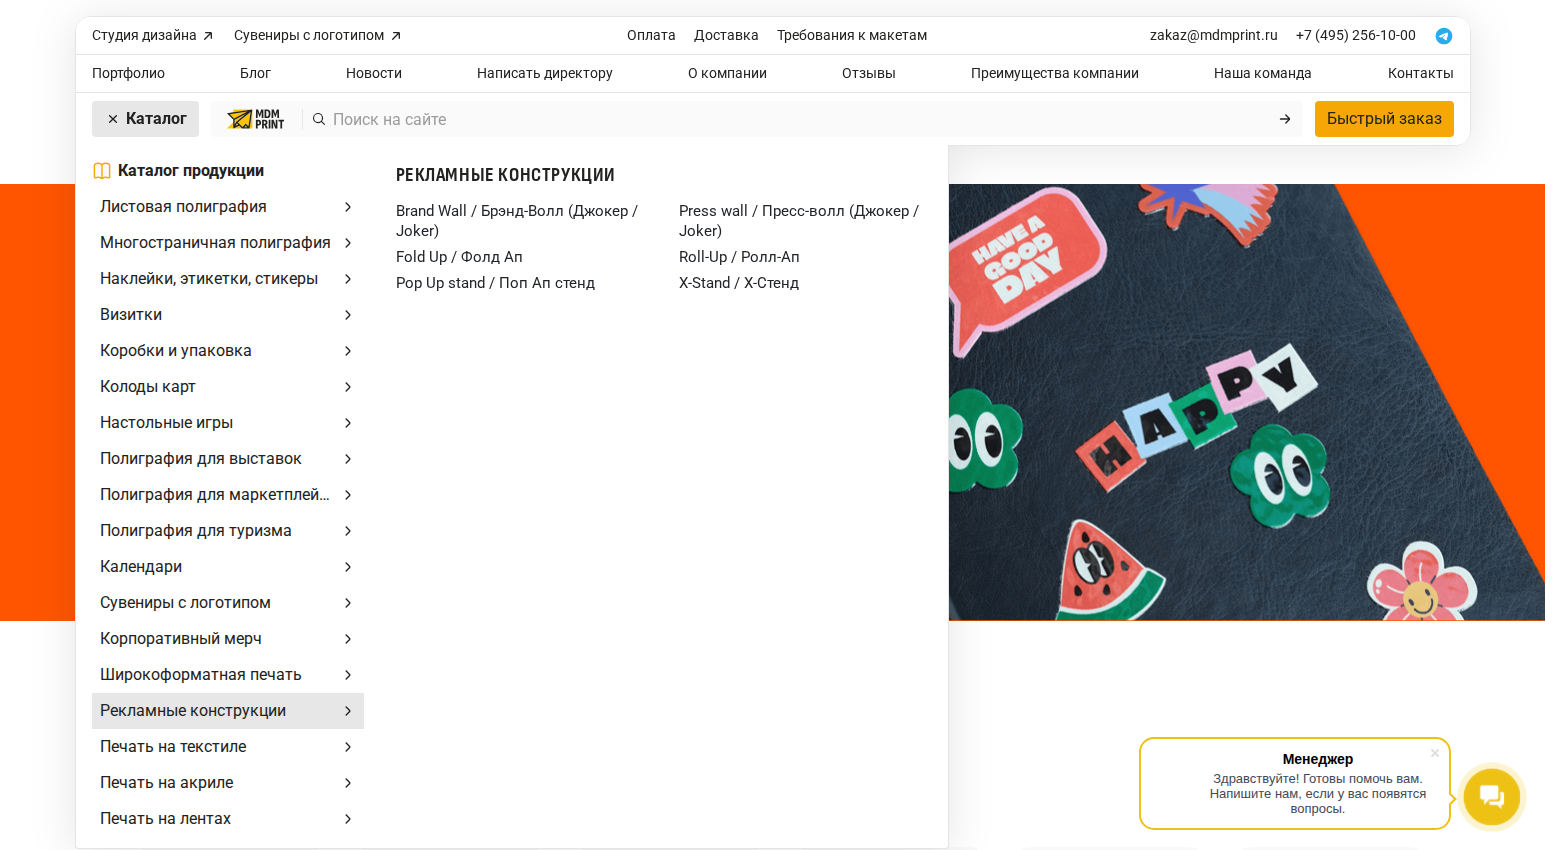 Студия дизайна
Сувениры с логотипом
Оплата
Доставка
Требования к макетам
zakaz@mdmprint.ru
+7 (495) 256-10-00
Портфолио
Блог
Новости
Написать директору
О компании
Отзывы
Преимущества компании
Наша команда
Контакты
Каталог
MDM
PRINT
Поиск на сайте
Быстрый заказ
Каталог продукции
Листовая полиграфия
Многостраничная полиграфия
Наклейки, этикетки, стикеры
Визитки
Коробки и упаковка
Колоды карт
Настольные игры
Полиграфия для выставок
Полиграфия для маркетплей...
Полиграфия для туризма
Календари
Сувениры с логотипом
Корпоративный мерч
Широкоформатная печать
Рекламные конструкции
Печать на текстиле
Печать на акриле
Печать на лентах
РЕКЛАМНЫЕ КОНСТРУКЦИИ
Brand Wall / Брэнд-Волл (Джокер /
Joker)
Fold Up / Фолд Ап
Pop Up stand / Поп Ап стенд
Press wall / Пресс-волл (Джокер /
Joker)
Roll-Up / Ролл-Ап
X-Stand / Х-Стенд
HAVE A
GOOD
DAY
HAPPY
Менеджер
Здравствуйте! Готовы помочь вам.
Напишите нам, если у вас появятся
вопросы.